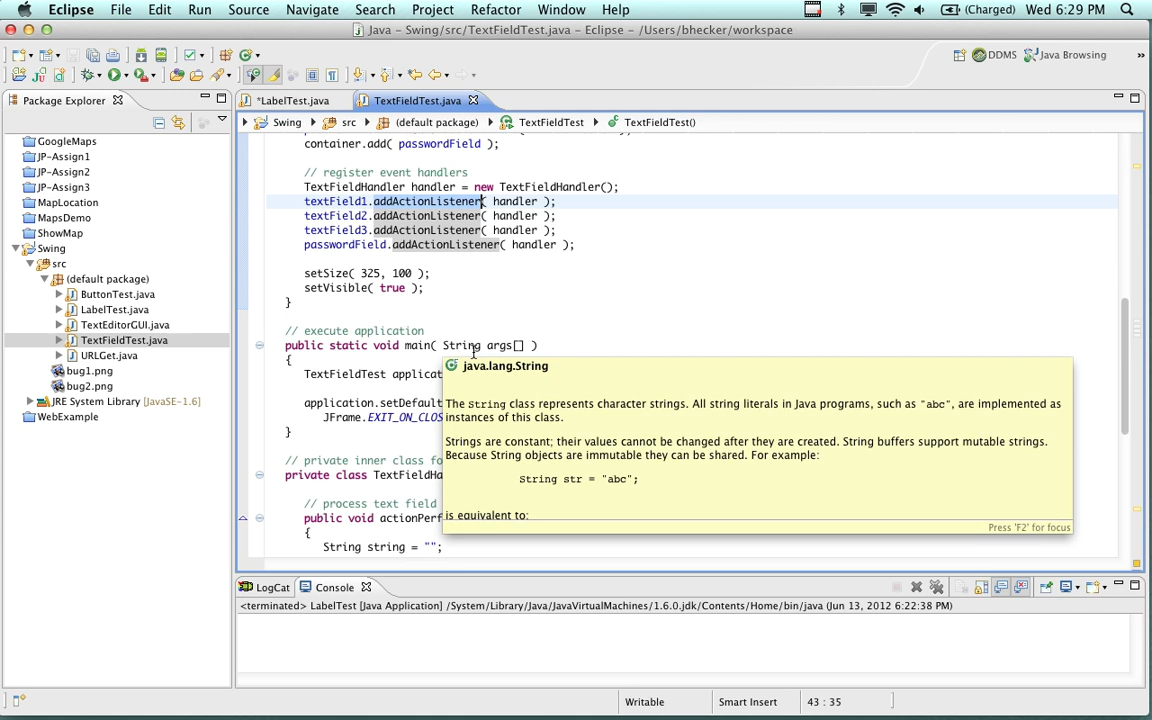 Eclipse File Edit Run Source Navigate Search Project Refactor Window Help (Charged) Wed 6:29 PM
Java – Swing/src/TextFieldTest.java – Eclipse – /Users/bhecker/workspace
DDMS Java Browsing »
Package Explorer
*LabelTest.java TextFieldTest.java
Swing src (default package) TextFieldTest TextFieldTest()
GoogleMaps
JP-Assign1
JP-Assign2
JP-Assign3
MapLocation
MapsDemo
ShowMap
Swing
src
(default package)
ButtonTest.java
LabelTest.java
TextEditorGUI.java
TextFieldTest.java
URLGet.java
bug1.png
bug2.png
JRE System Library [JavaSE-1.6]
WebExample
container.add( passwordField );
// register event handlers
TextFieldHandler handler = new TextFieldHandler();
textField1.addActionListener( handler );
textField2.addActionListener( handler );
textField3.addActionListener( handler );
passwordField.addActionListener( handler );
setSize( 325, 100 );
setVisible( true );
}
// execute application
public static void main( String args[] )
{
TextFieldTest applicat
application.setDefault
JFrame.EXIT_ON_CLOS
}
// private inner class fo
private class TextFieldHa
// process text field
public void actionPerf
{
String string = "";
java.lang.String
The String class represents character strings. All string literals in Java programs, such as "abc", are implemented as
instances of this class.
Strings are constant; their values cannot be changed after they are created. String buffers support mutable strings.
Because String objects are immutable they can be shared. For example:
String str = "abc";
is equivalent to:
Press 'F2' for focus
LogCat Console
<terminated> LabelTest [Java Application] /System/Library/Java/JavaVirtualMachines/1.6.0.jdk/Contents/Home/bin/java (Jun 13, 2012 6:22:38 PM)
Writable Smart Insert 43 : 35